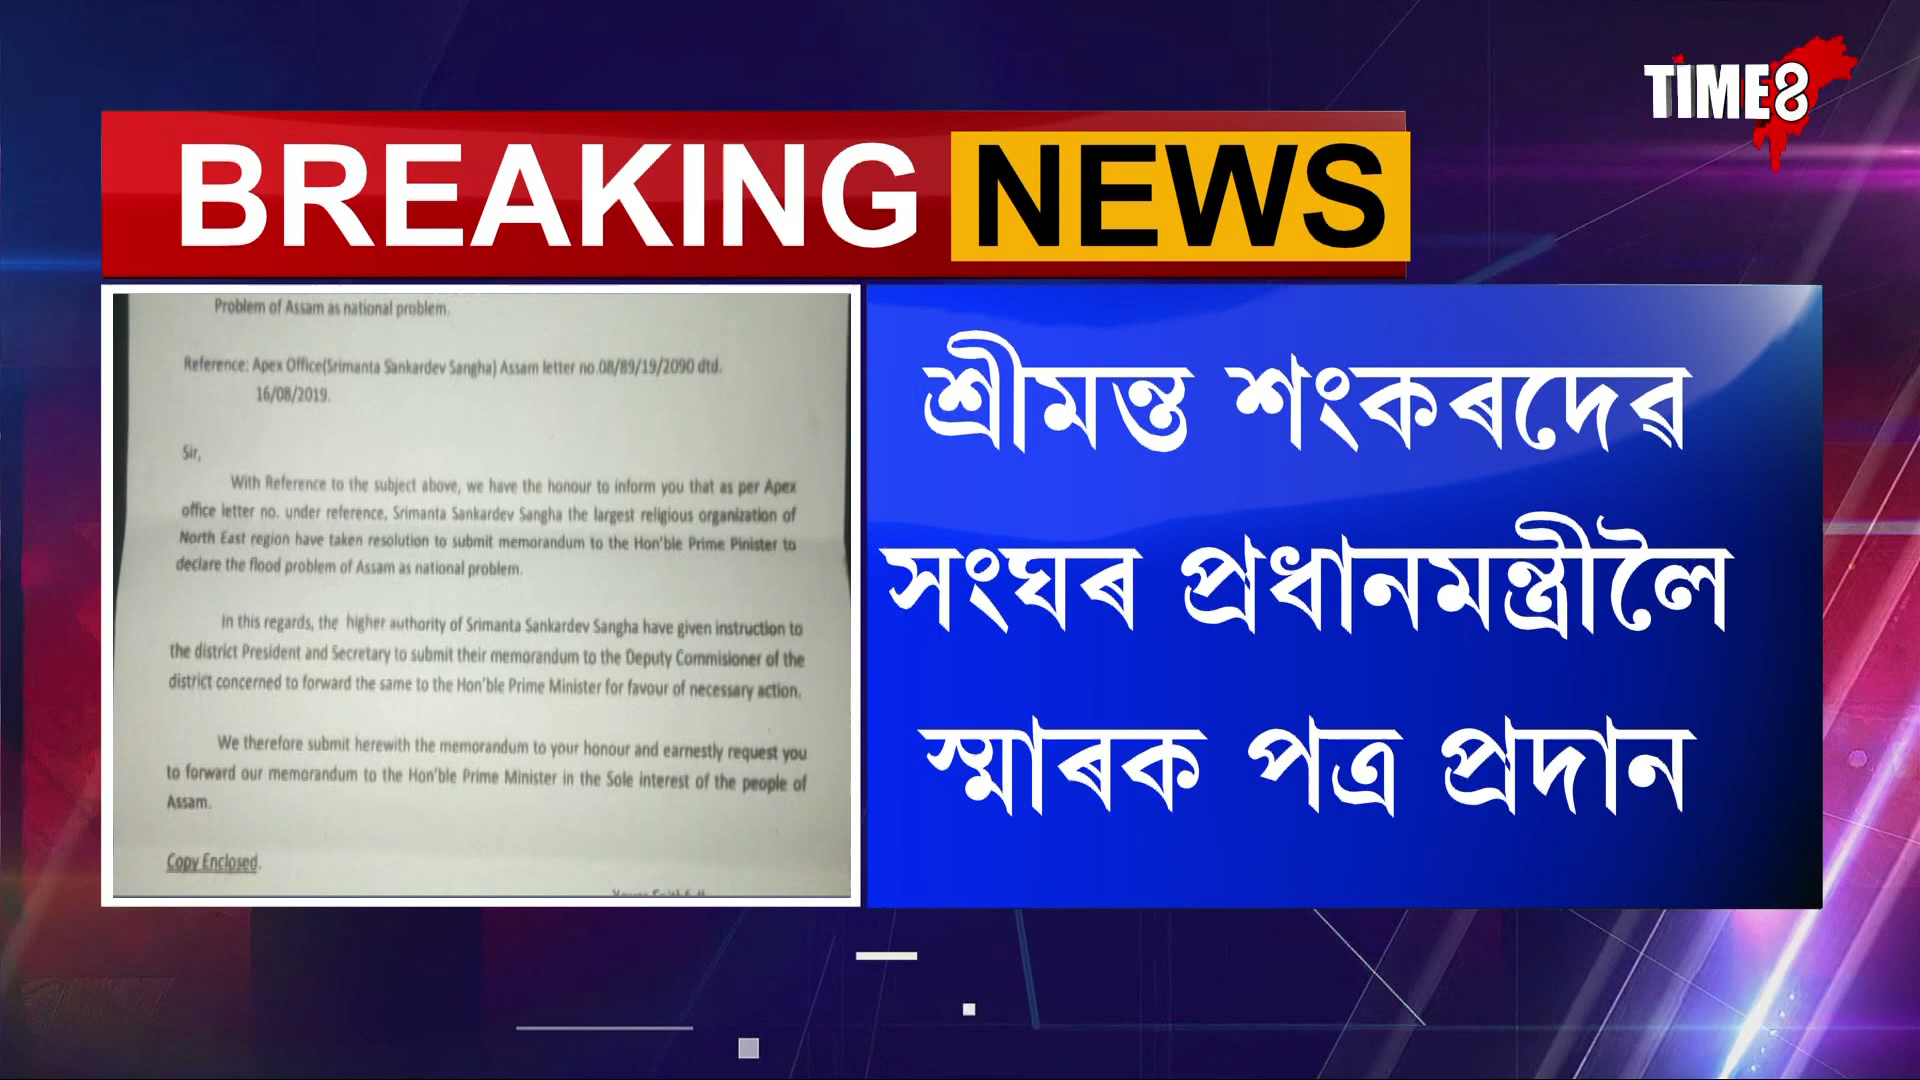 TIME8
BREAKING NEWS
Problem of Assam as national problem.
Reference: Apex Office(Srimanta Sankardev Sangha) Assam letter no.08/89/19/2090 dtd.
16/08/2019.
Sir,
With Reference to the subject above, we have the honour to inform you that as per Apex
office letter no. under reference, Srimanta Sankardev Sangha the largest religious organization of
North East region have taken resolution to submit memorandum to the Hon'ble Prime Pinister to
declare the flood problem of Assam as national problem.
In this regards, the higher authority of Srimanta Sankardev Sangha have given instruction to
the district President and Secretary to submit their memorandum to the Deputy Commisioner of the
district concerned to forward the same to the Hon'ble Prime Minister for favour of necessary action.
We therefore submit herewith the memorandum to your honour and earnestly request you
to forward our memorandum to the Hon'ble Prime Minister in the Sole interest of the people of
Assam.
Copy Enclosed.
শ্ৰীমন্ত শংকৰদেৱ
সংঘৰ প্ৰধানমন্ত্ৰীলৈ
স্মাৰক পত্ৰ প্ৰদান